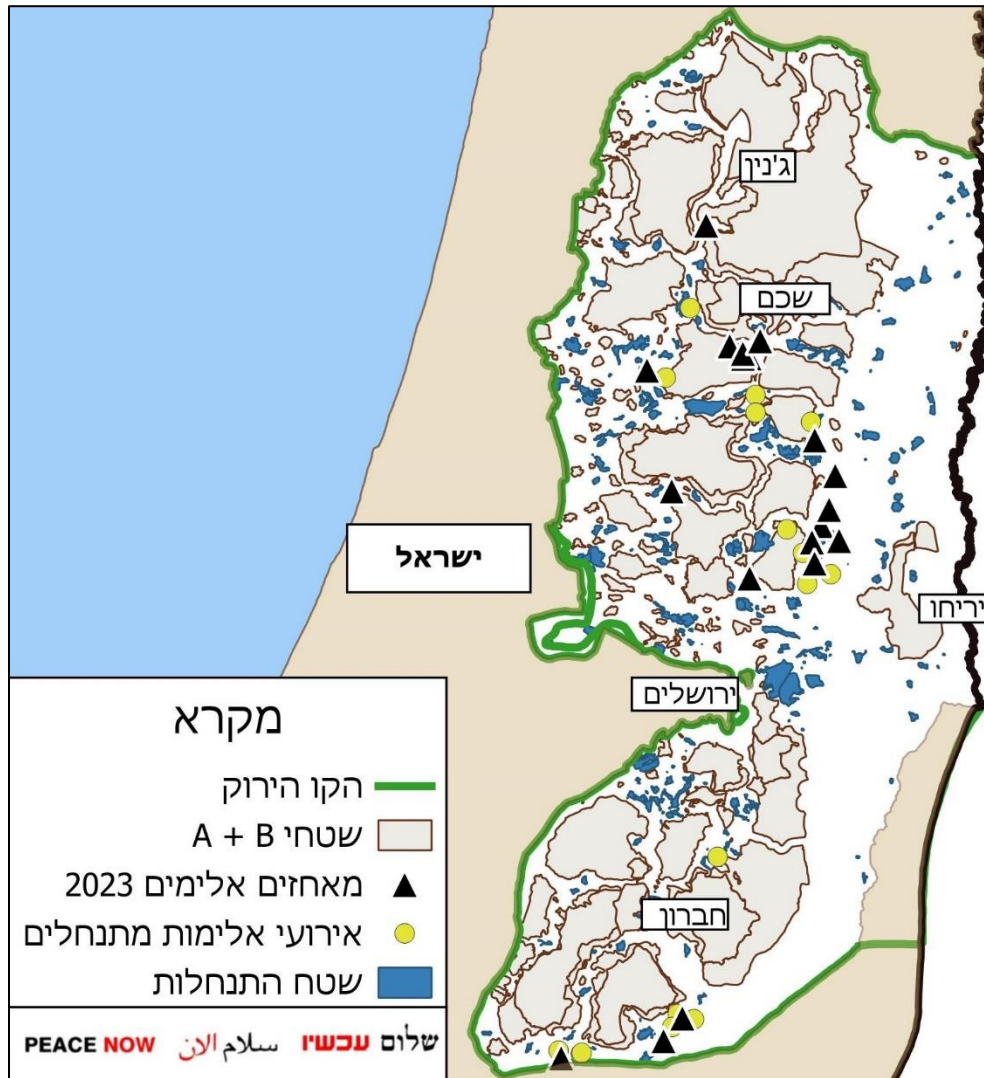 ג'נין
שכם
ישראל
יריחו
ירושלים
חברון
מקרא
הקו הירוק
שטחי A + B
מאחזים אלימים 2023
אירועי אלימות מתנחלים
שטח התנחלות
שלום עכשיו سلام الان PEACE NOW